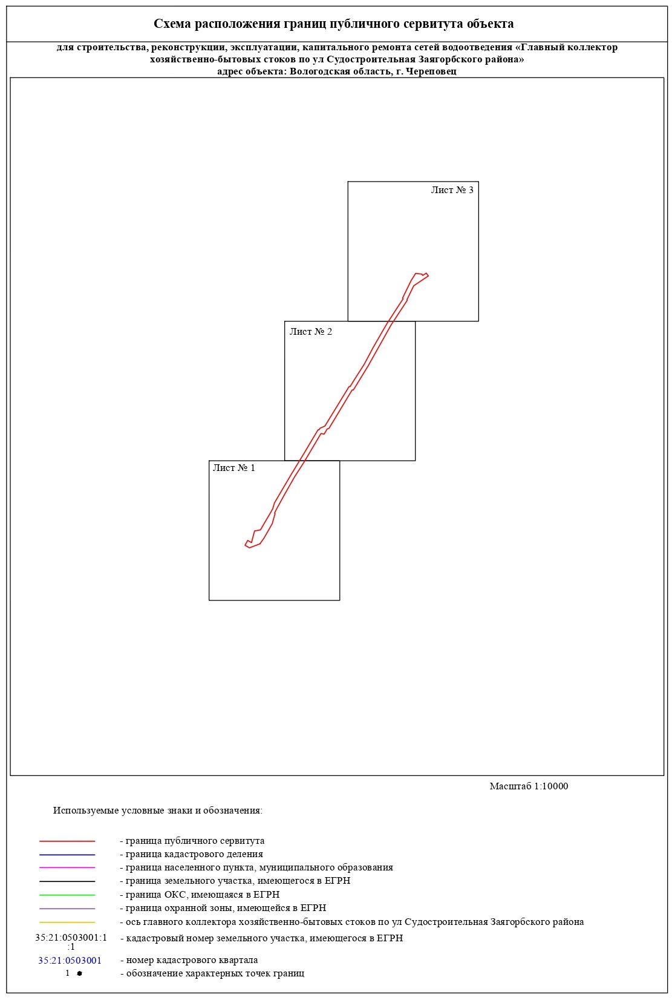 Схема расположения границ публичного сервитута объекта
для строительства, реконструкции, эксплуатации, капитального ремонта сетей водоотведения «Главный коллектор
хозяйственно-бытовых стоков по ул Судостроительная Заягорбского района»
адрес объекта: Вологодская область, г. Череповец
Лист № 3
Лист № 2
Лист № 1
Масштаб 1:10000
Используемые условные знаки и обозначения:
- граница публичного сервитута
- граница кадастрового деления
- граница населенного пункта, муниципального образования
- граница земельного участка, имеющегося в ЕГРН
- граница ОКС, имеющаяся в ЕГРН
- граница охранной зоны, имеющейся в ЕГРН
- ось главного коллектора хозяйственно-бытовых стоков по ул Судостроительная Заягорбского района
35:21:0503001:1 - кадастровый номер земельного участка, имеющегося в ЕГРН
:1
35:21:0503001 - номер кадастрового квартала
1 - обозначение характерных точек границ